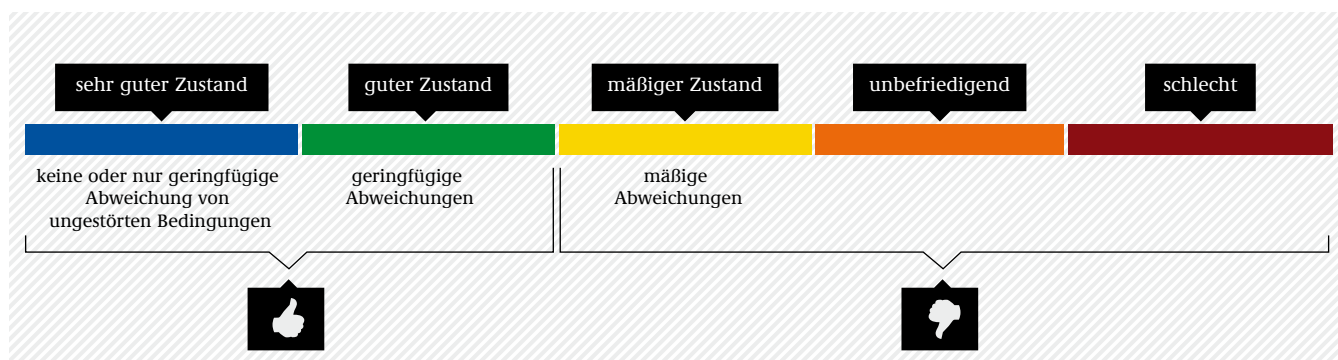 sehr guter Zustand
guter Zustand
mäßiger Zustand
unbefriedigend
schlecht
keine oder nur geringfügige
Abweichung von
ungestörten Bedingungen
geringfügige
Abweichungen
mäßige
Abweichungen